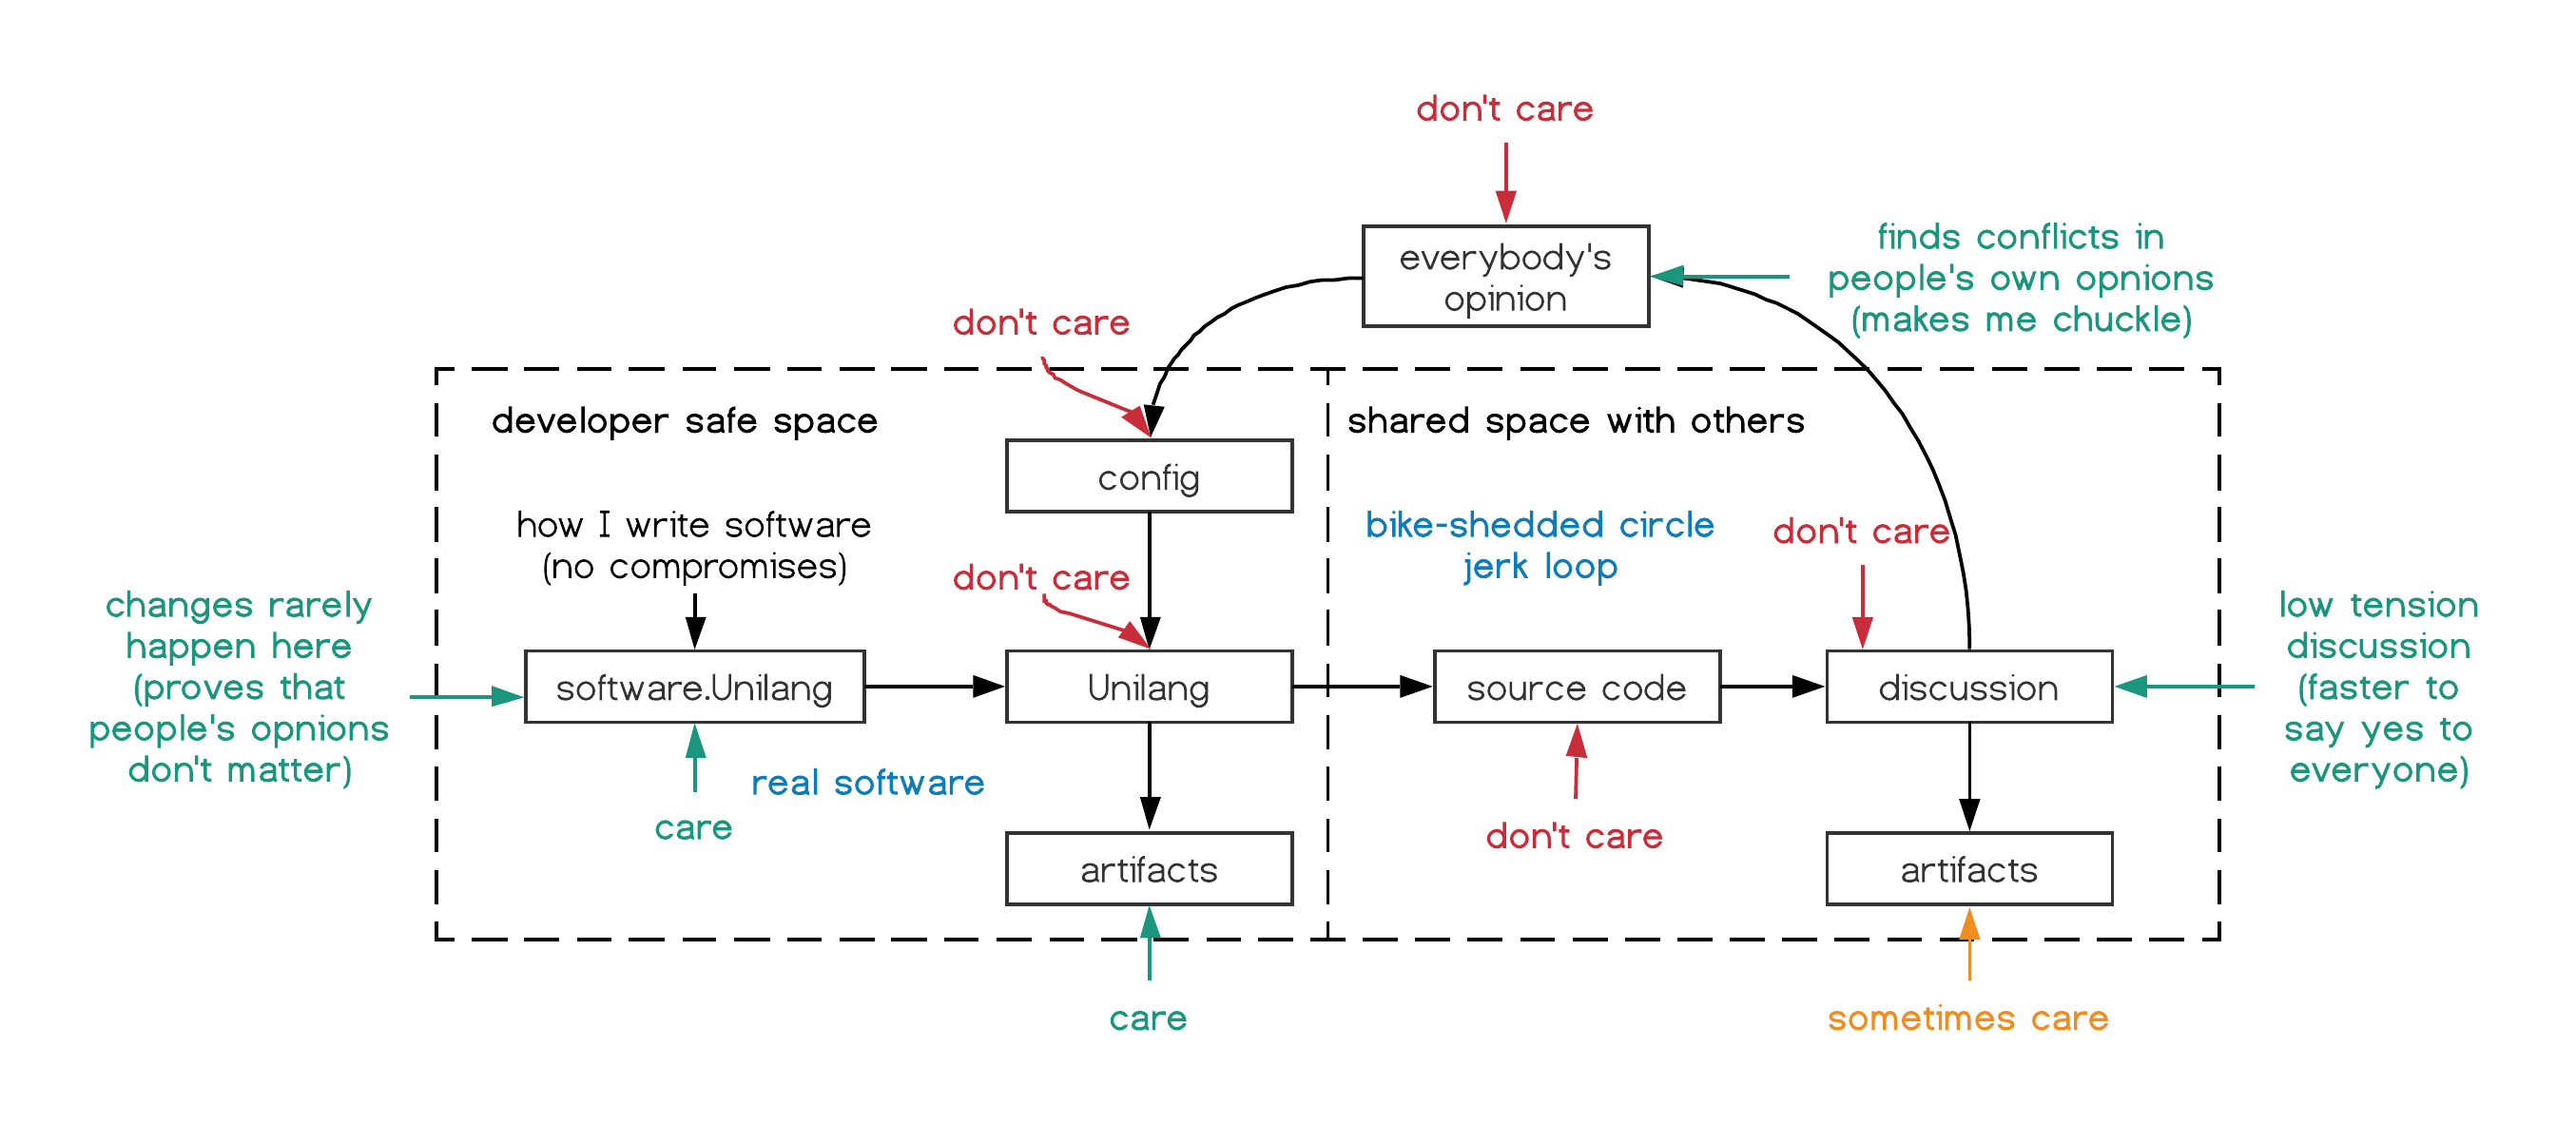 don't care
everybody's
opinion
finds conflicts in
people's own opnions
(makes me chuckle)
don't care
developer safe space
shared space with others
config
how I write software
(no compromises)
bike-shedded circle
jerk loop
don't care
don't care
changes rarely
happen here
(proves that
people's opnions
don't matter)
software.Unilang
Unilang
source code
discussion
low tension
discussion
(faster to
say yes to
everyone)
real software
care
don't care
artifacts
artifacts
care
sometimes care